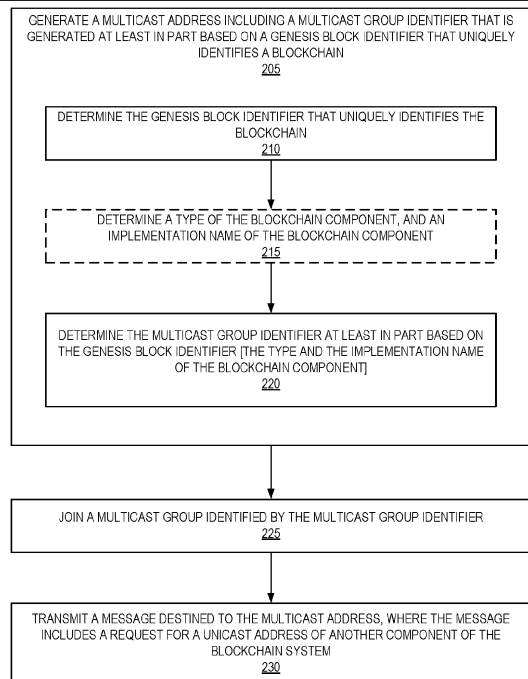 GENERATE A MULTICAST ADDRESS INCLUDING A MULTICAST GROUP IDENTIFIER THAT IS
GENERATED AT LEAST IN PART BASED ON A GENESIS BLOCK IDENTIFIER THAT UNIQUELY
IDENTIFIES A BLOCKCHAIN
205
DETERMINE THE GENESIS BLOCK IDENTIFIER THAT UNIQUELY IDENTIFIES THE
BLOCKCHAIN
210
DETERMINE A TYPE OF THE BLOCKCHAIN COMPONENT, AND AN
IMPLEMENTATION NAME OF THE BLOCKCHAIN COMPONENT
215
DETERMINE THE MULTICAST GROUP IDENTIFIER AT LEAST IN PART BASED ON
THE GENESIS BLOCK IDENTIFIER [THE TYPE AND THE IMPLEMENTATION NAME
OF THE BLOCKCHAIN COMPONENT]
220
JOIN A MULTICAST GROUP IDENTIFIED BY THE MULTICAST GROUP IDENTIFIER
225
TRANSMIT A MESSAGE DESTINED TO THE MULTICAST ADDRESS, WHERE THE MESSAGE
INCLUDES A REQUEST FOR A UNICAST ADDRESS OF ANOTHER COMPONENT OF THE
BLOCKCHAIN SYSTEM
230